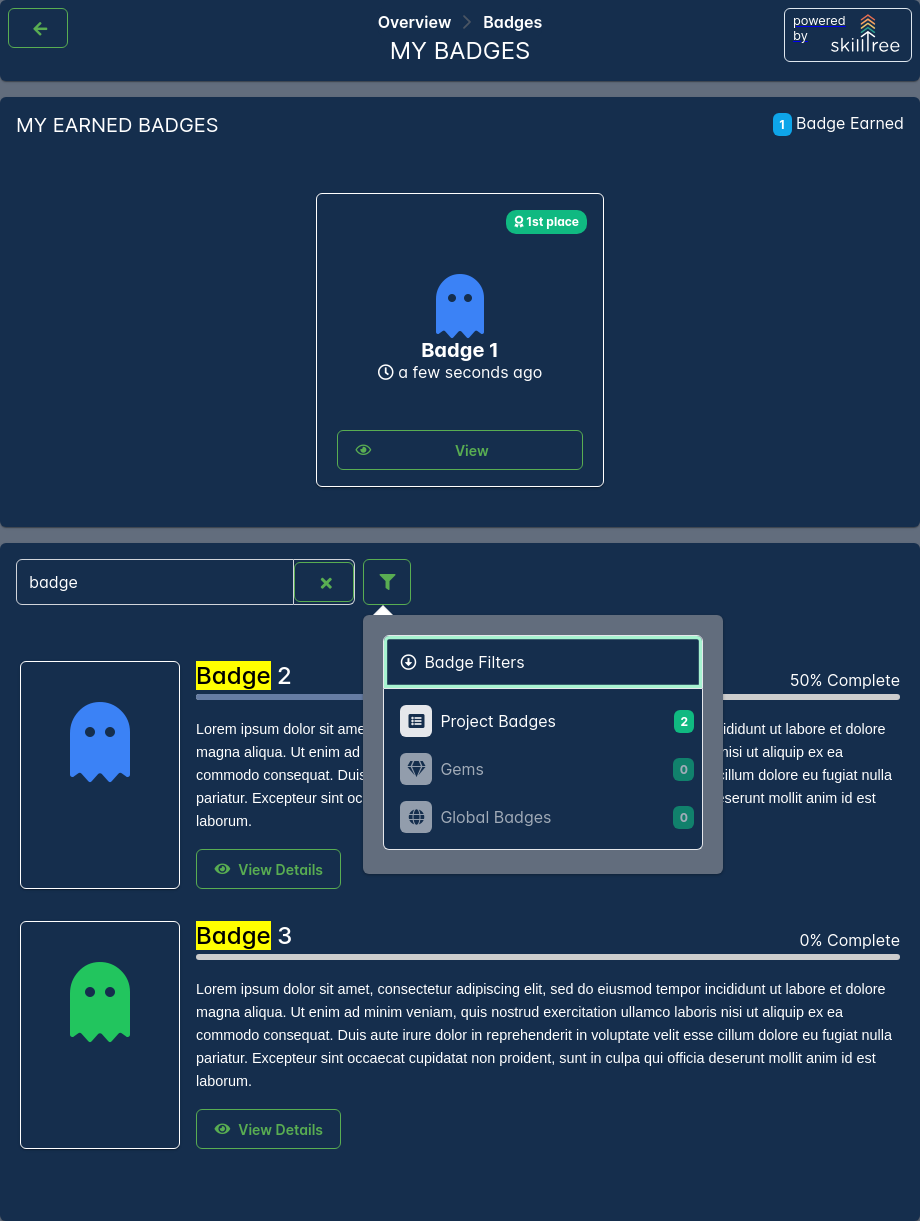 Overview
Badges
MY BADGES
powered
by
skilltree
MY EARNED BADGES
1 Badge Earned
1st place
Badge 1
a few seconds ago
View
badge
Badge Filters
Project Badges 2
Gems 0
Global Badges 0
Badge 2
50% Complete
Lorem ipsum dolor sit ame
ididunt ut labore et dolore
magna aliqua. Ut enim ad
nisi ut aliquip ex ea
commodo consequat. Duis
cillum dolore eu fugiat nulla
pariatur. Excepteur sint oc
eserunt mollit anim id est
laborum.
View Details
Badge 3
0% Complete
Lorem ipsum dolor sit amet, consectetur adipiscing elit, sed do eiusmod tempor incididunt ut labore et dolore
magna aliqua. Ut enim ad minim veniam, quis nostrud exercitation ullamco laboris nisi ut aliquip ex ea
commodo consequat. Duis aute irure dolor in reprehenderit in voluptate velit esse cillum dolore eu fugiat nulla
pariatur. Excepteur sint occaecat cupidatat non proident, sunt in culpa qui officia deserunt mollit anim id est
laborum.
View Details